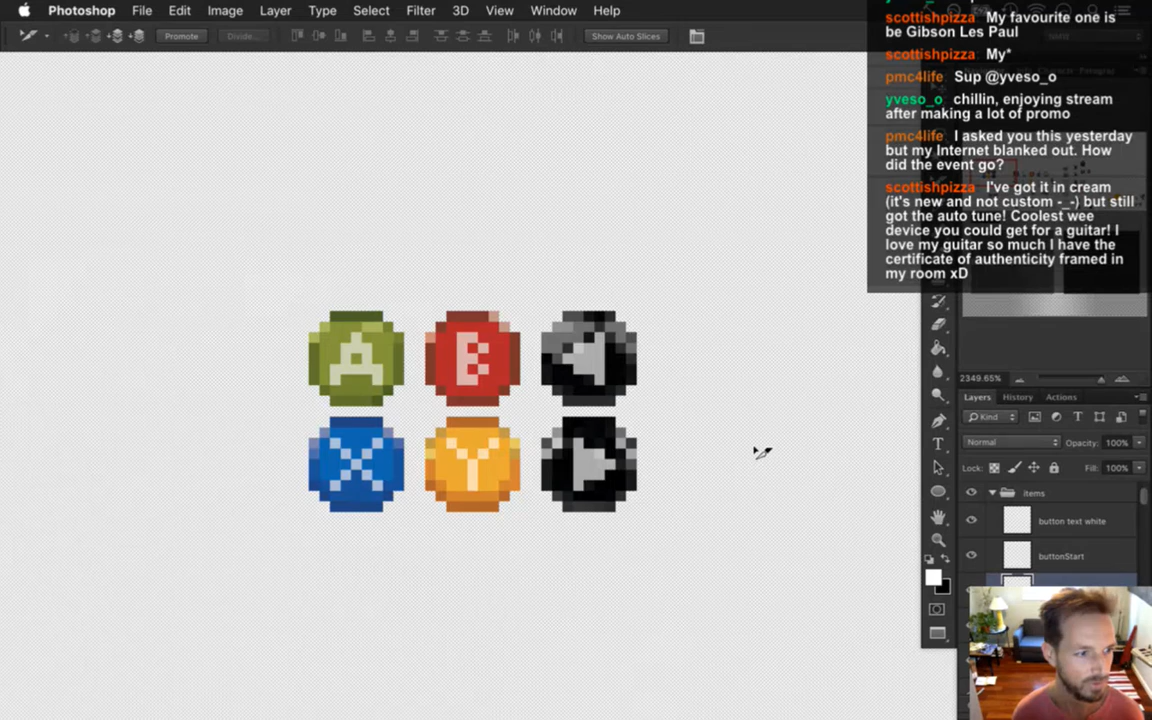 Photoshop File Edit Image Layer Type Select Filter 3D View Window Help
Promote Divide... Show Auto Slices
scottishpizza My favourite one is
be Gibson Les Paul
scottishpizza My*
pmc4life Sup @yveso_o
yveso_o chillin, enjoying stream
after making a lot of promo
pmc4life I asked you this yesterday
but my Internet blanked out. How
did the event go?
scottishpizza I've got it in cream
(it's new and not custom -_-) but still
got the auto tune! Coolest wee
device you could get for a guitar! I
love my guitar so much I have the
certificate of authenticity framed in
my room xD
A B
X Y
2349.65%
Layers History Actions
Kind
Normal Opacity: 100%
Lock: Fill: 100%
items
button text white
buttonStart